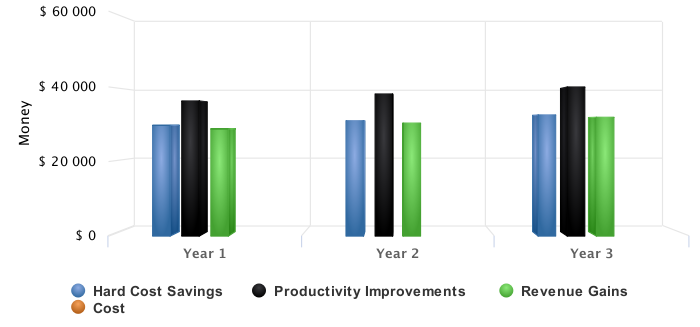 $ 60 000
$ 40 000
$ 20 000
$ 0
Money
Year 1
Year 2
Year 3
Hard Cost Savings
Productivity Improvements
Revenue Gains
Cost